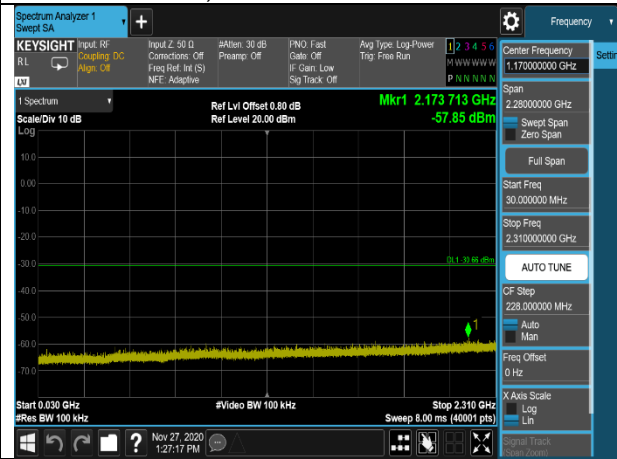 Spectrum Analyzer 1
Swept SA
+
Frequency
KEYSIGHT
RL
Input: RF
Coupling: DC
Align: Off
Input Z: 50 Ω
Corrections: Off
Freq Ref: Int (S)
NFE: Adaptive
#Atten: 30 dB
Preamp: Off
PNO: Fast
Gate: Off
IF Gain: Low
Sig Track: Off
Avg Type: Log-Power
Trig: Free Run
1 2 3 4 5 6
M W W W W W
P N N N N N
LW
Center Frequency
1.170000000 GHz
Settin
Span
2.28000000 GHz
Swept Span
Zero Span
Full Span
Start Freq
30.000000 MHz
Stop Freq
2.310000000 GHz
AUTO TUNE
CF Step
228.000000 MHz
Auto
Man
Freq Offset
0 Hz
X Axis Scale
Log
Lin
Signal Track
(Span Zoom)
1 Spectrum
Scale/Div 10 dB
Log
Ref Lvl Offset 0.80 dB
Ref Level 20.00 dBm
Mkr1 2.173 713 GHz
-57.85 dBm
10.0
0.00
-10.0
-20.0
-30.0
DL1 -30.66 dBm
-40.0
-50.0
1
-60.0
-70.0
Start 0.030 GHz
#Res BW 100 kHz
#Video BW 100 kHz
Stop 2.310 GHz
Sweep 8.00 ms (40001 pts)
?
Nov 27, 2020
1:27:17 PM